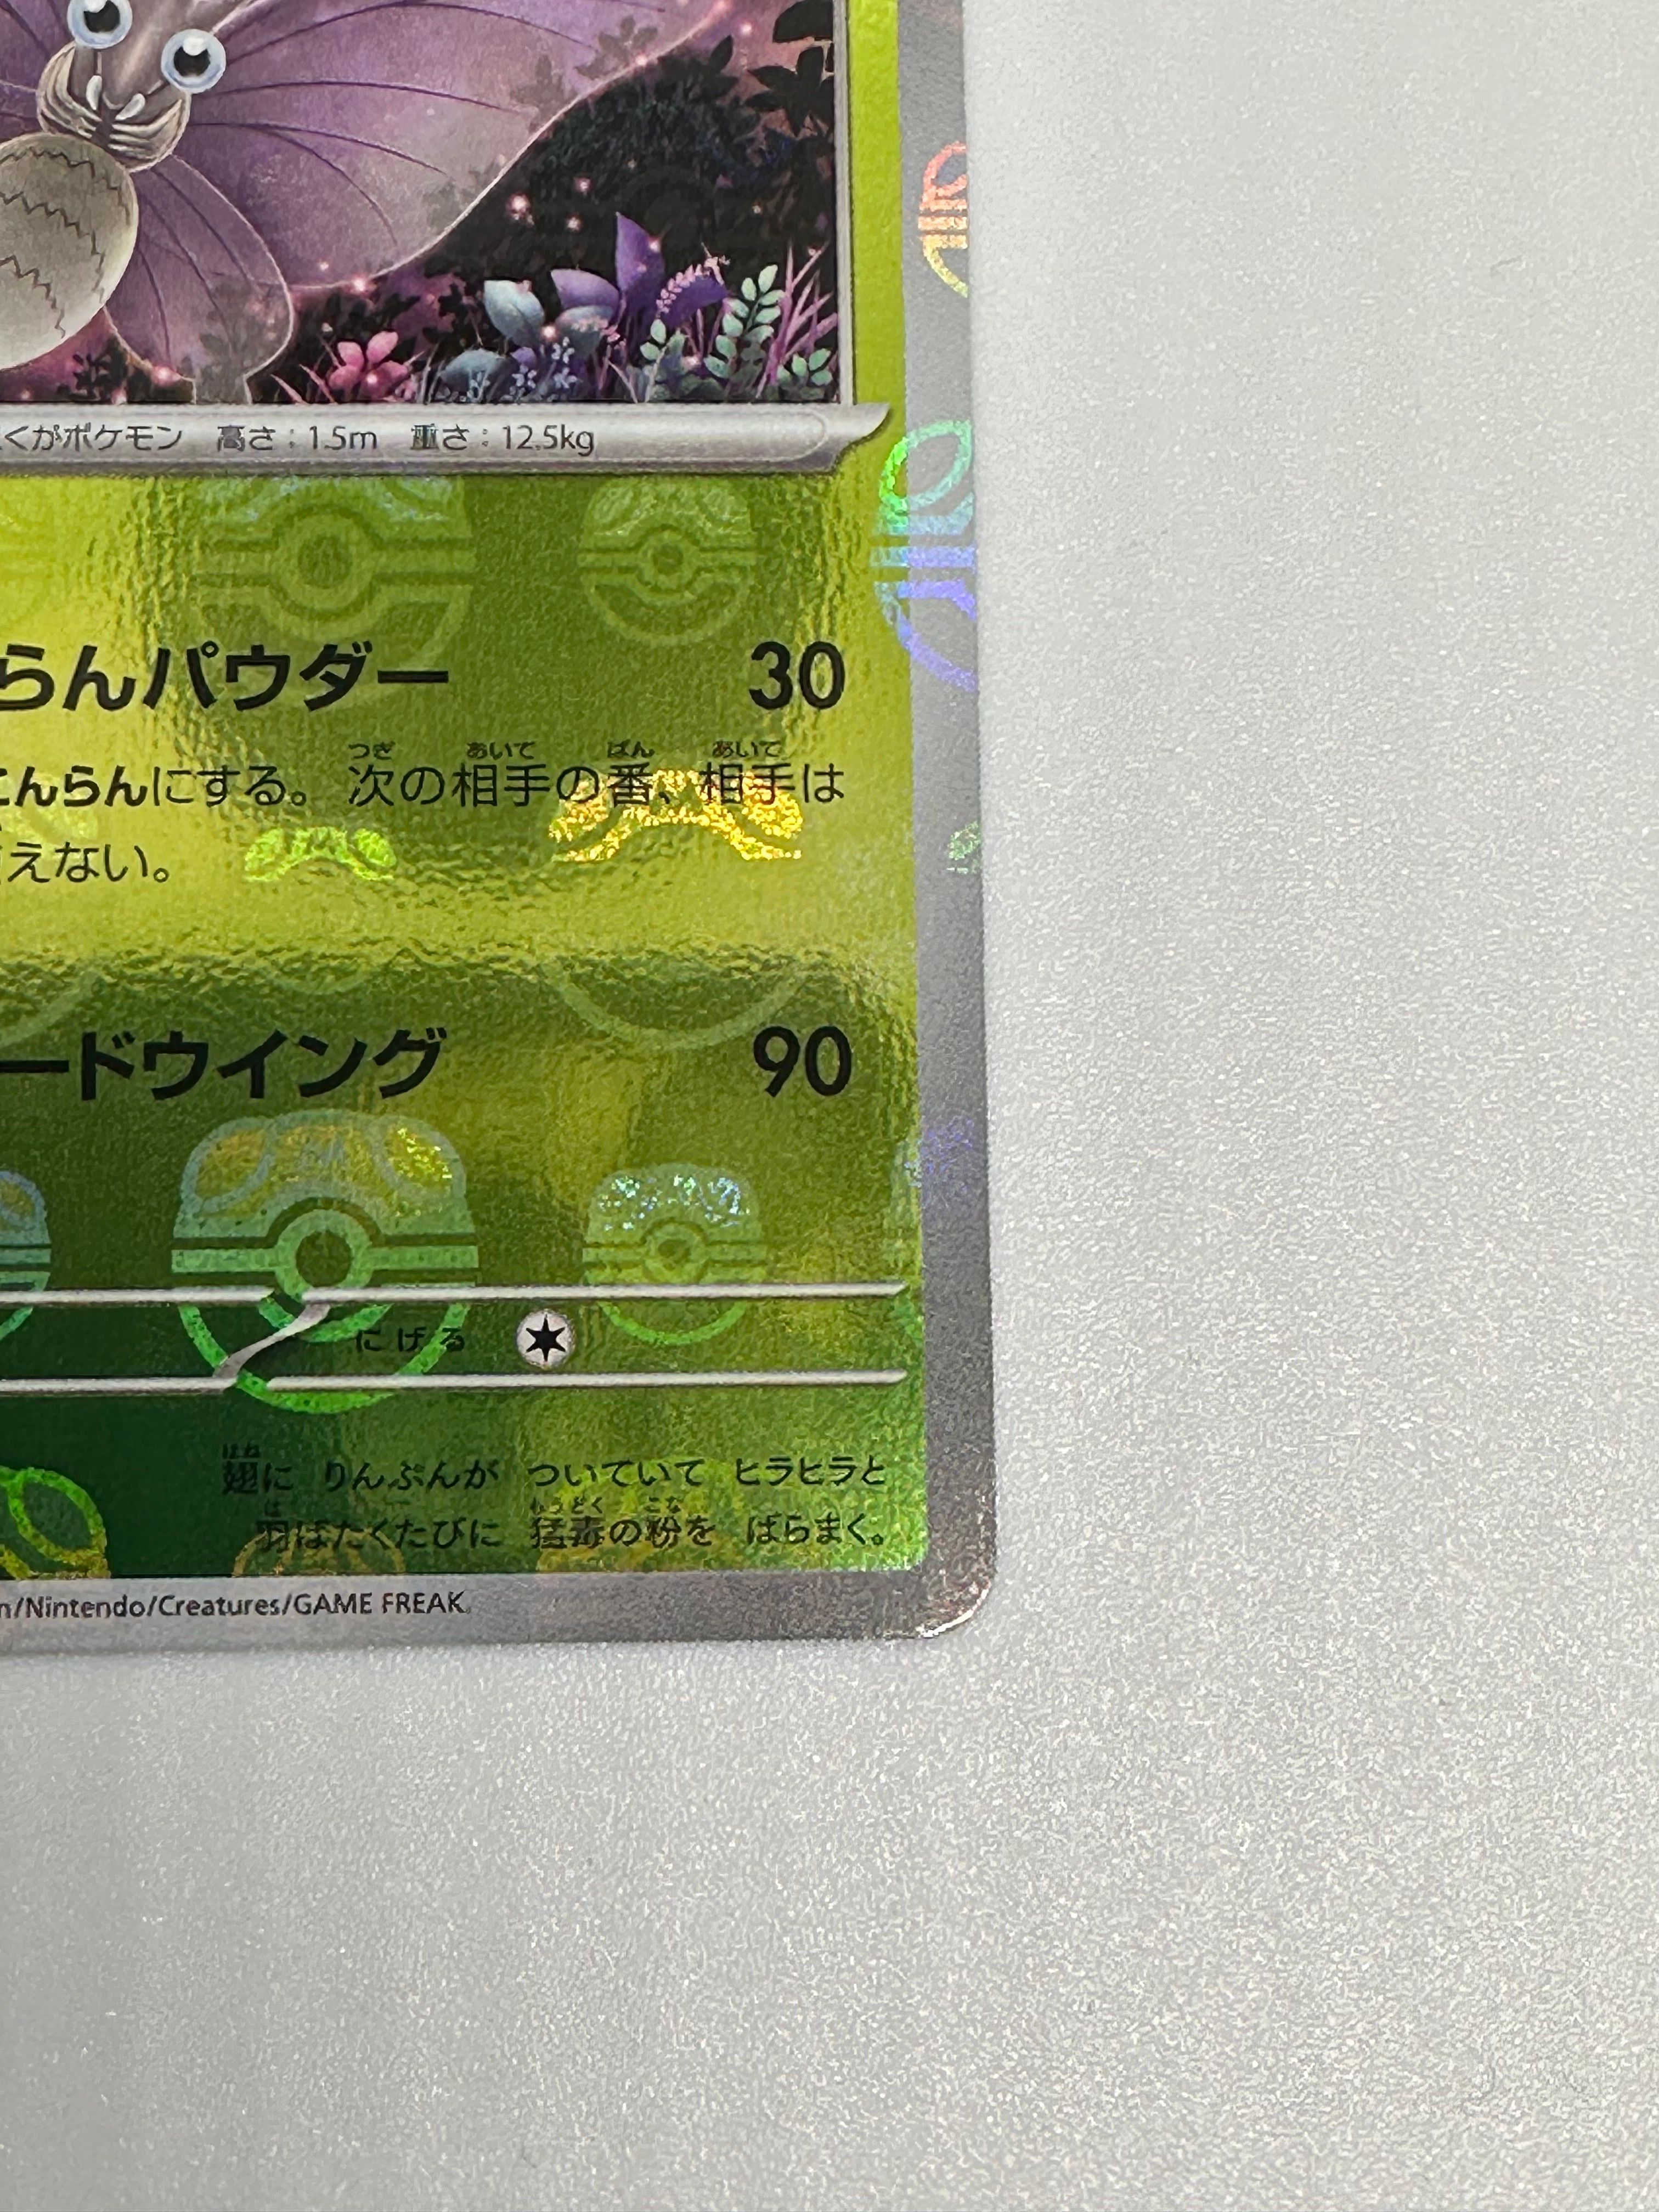 くがポケモン 高さ：1.5m 重さ：12.5kg
らんパウダー 30
つぎ あいて ばん あいて
こんらんにする。次の相手の番、相手は
えない。
ードウイング 90
にげる
はね
翅に りんぷんが ついていて ヒラヒラと
は もうどく こな
羽ばたくたびに 猛毒の粉を ばらまく。
n/Nintendo/Creatures/GAME FREAK.